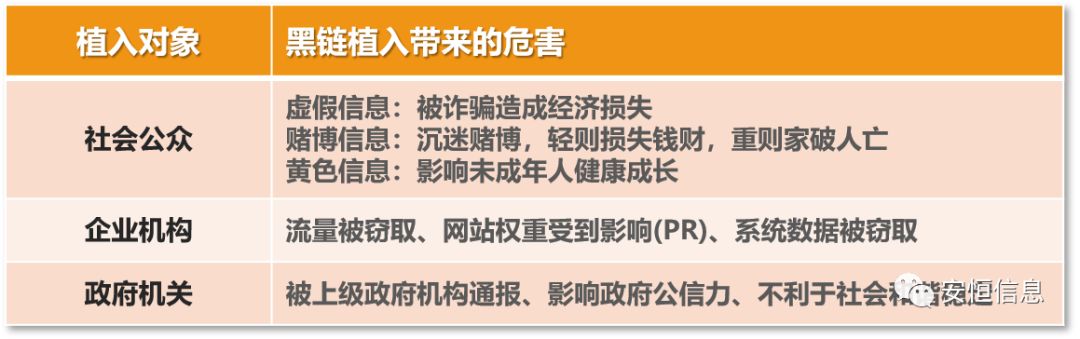 植入对象
黑链植入带来的危害
社会公众
虚假信息：被诈骗造成经济损失
赌博信息：沉迷赌博，轻则损失钱财，重则家破人亡
黄色信息：影响未成年人健康成长
企业机构
流量被窃取、网站权重受到影响(PR)、系统数据被窃取
政府机关
被上级政府机构通报、影响政府公信力、不利于社会和谐
安恒信息